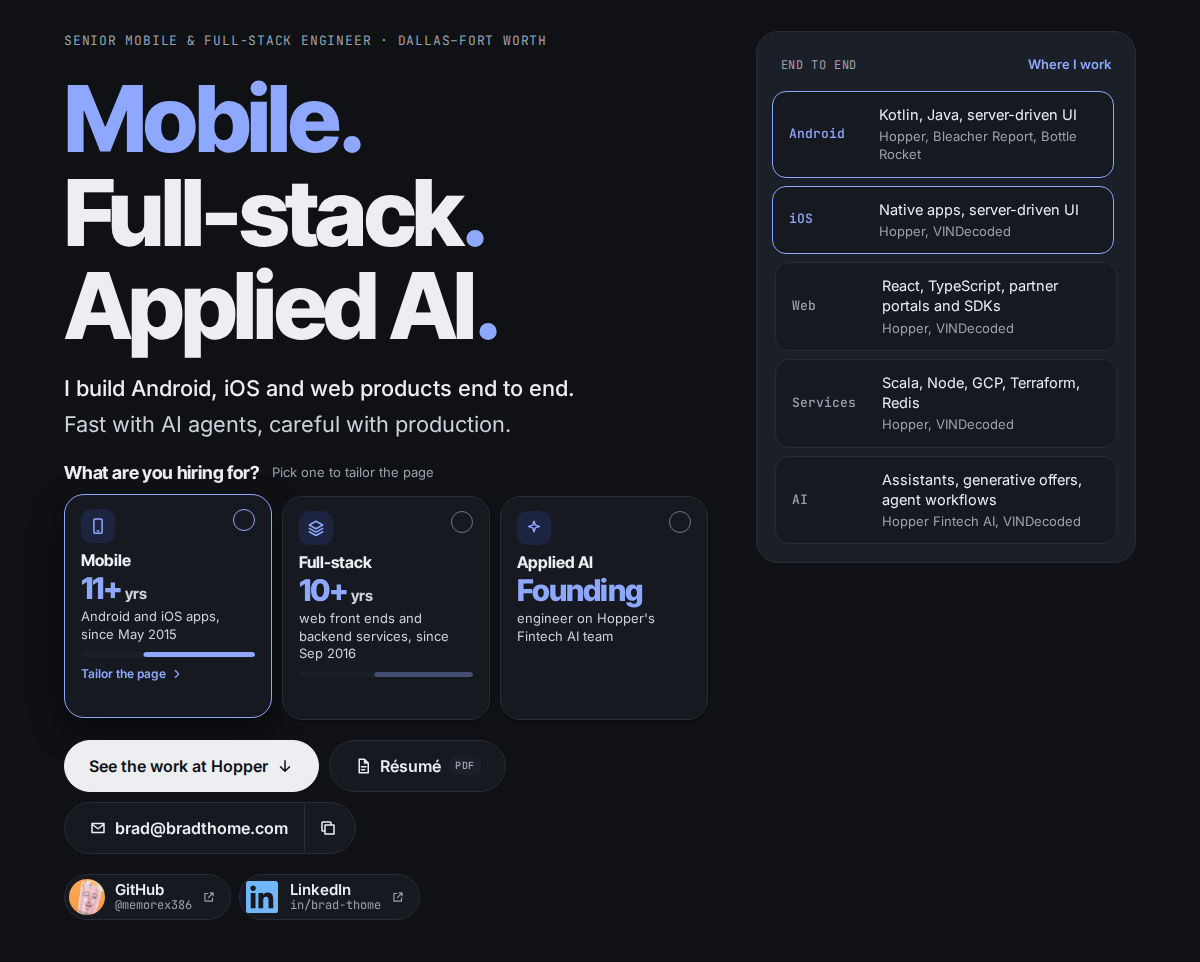 SENIOR MOBILE & FULL-STACK ENGINEER · DALLAS–FORT WORTH
Mobile.
Full-stack.
Applied AI.
I build Android, iOS and web products end to end.
Fast with AI agents, careful with production.
What are you hiring for? Pick one to tailor the page
Mobile
11+ yrs
Android and iOS apps,
since May 2015
Tailor the page
Full-stack
10+ yrs
web front ends and
backend services, since
Sep 2016
Applied AI
Founding
engineer on Hopper's
Fintech AI team
See the work at Hopper
Résumé PDF
brad@bradthome.com
GitHub
@memorex386
in
LinkedIn
in/brad-thome
END TO END
Where I work
Android
Kotlin, Java, server-driven UI
Hopper, Bleacher Report, Bottle
Rocket
iOS
Native apps, server-driven UI
Hopper, VINDecoded
Web
React, TypeScript, partner
portals and SDKs
Hopper, VINDecoded
Services
Scala, Node, GCP, Terraform,
Redis
Hopper, VINDecoded
AI
Assistants, generative offers,
agent workflows
Hopper Fintech AI, VINDecoded